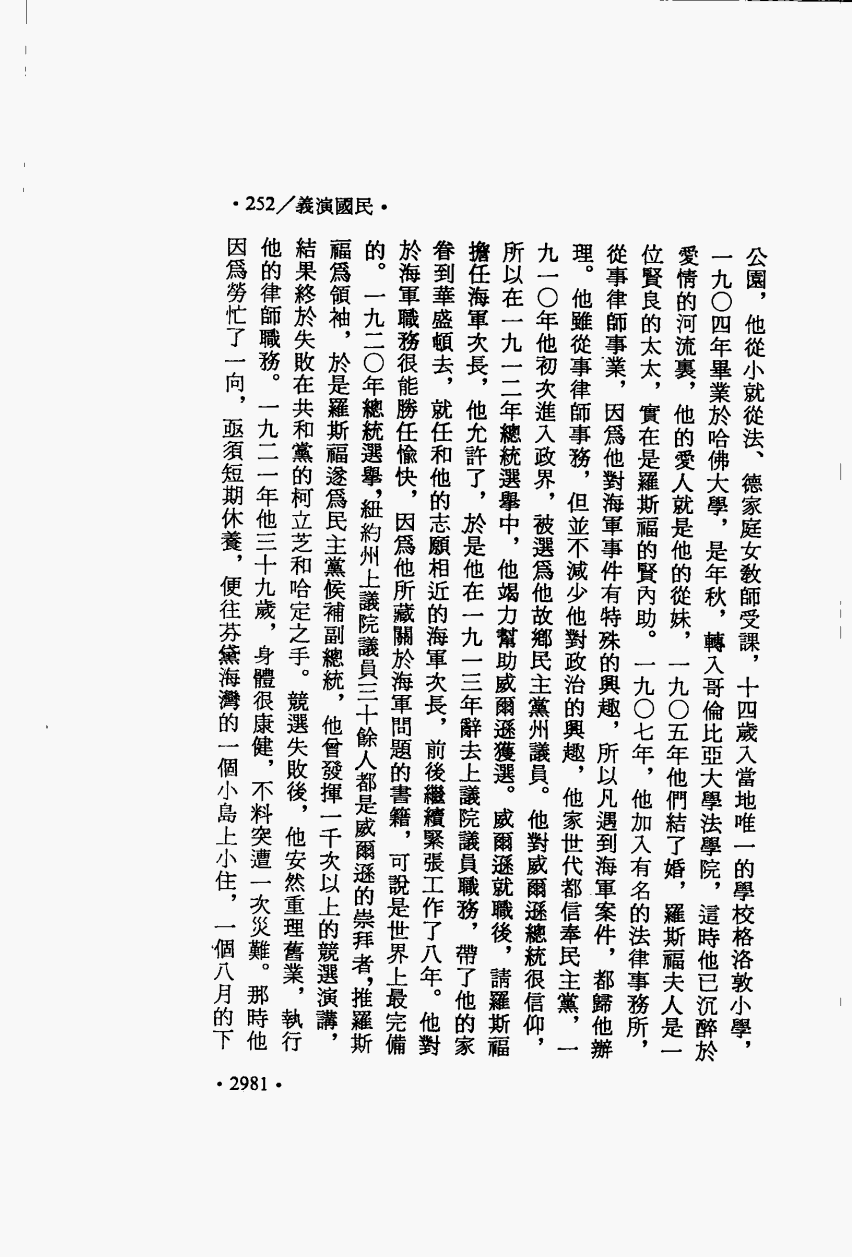 •252／義演國民•
公園，他從小就從法、德家庭女教師受課，十四歲入當地唯一的學校格洛敦小學，
一九〇四年畢業於哈佛大學，是年秋，轉入哥倫比亞大學法學院，這時他已沉醉於
愛情的河流裏，他的愛人就是他的從妹，一九〇五年他們結了婚，羅斯福夫人是一
位賢良的太太，實在是羅斯福的賢內助。一九〇七年，他加入有名的法律事務所，
從事律師事業，因爲他對海軍事件有特殊的興趣，所以凡遇到海軍案件，都歸他辦
理。他雖從事律師事務，但並不減少他對政治的興趣，他家世代都信奉民主黨，一
九一〇年他初次進入政界，被選爲他故鄉民主黨州議員。他對威爾遜總統很信仰，
所以在一九一二年總統選舉中，他竭力幫助威爾遜獲選。威爾遜就職後，請羅斯福
擔任海軍次長，他允許了，於是他在一九一三年辭去上議院議員職務，帶了他的家
眷到華盛頓去，就任和他的志願相近的海軍次長，前後繼續緊張工作了八年。他對
於海軍職務很能勝任愉快，因爲他所藏關於海軍問題的書籍，可說是世界上最完備
的。一九二〇年總統選舉，紐約州上議院議員三十餘人都是威爾遜的崇拜者，推羅斯
福爲領袖，於是羅斯福遂爲民主黨候補副總統，他曾發揮一千次以上的競選演講，
結果終於失敗在共和黨的柯立芝和哈定之手。競選失敗後，他安然重理舊業，執行
他的律師職務。一九二一年他三十九歲，身體很康健，不料突遭一次災難。那時他
因爲勞忙了一向，亟須短期休養，便往芬黛海灣的一個小島上小住，一個八月的下
•2981•